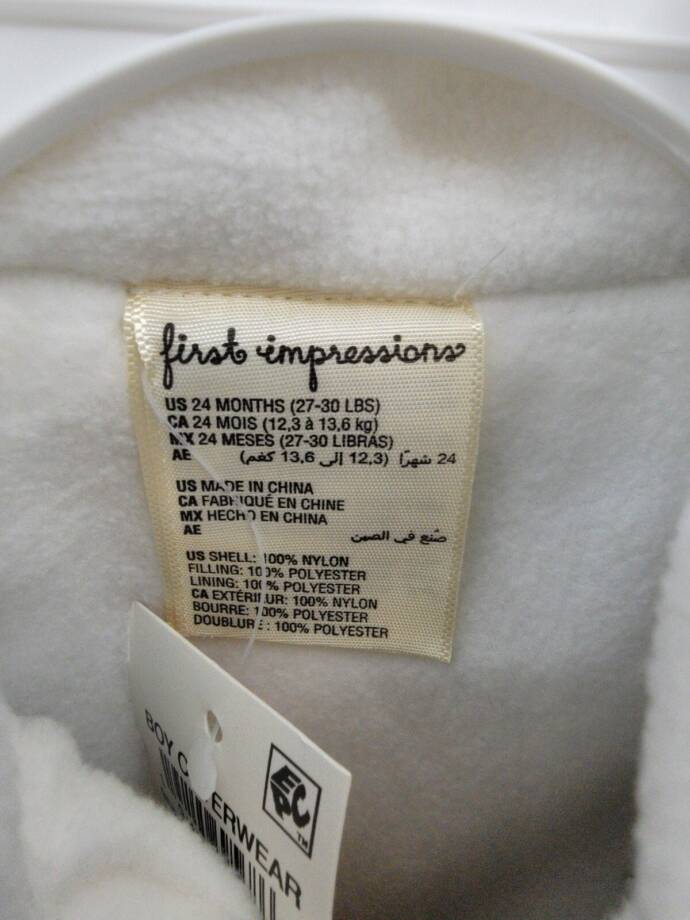 first impressions
US 24 MONTHS (27-30 LBS)
CA 24 MOIS (12,3 à 13,6 kg)
MX 24 MESES (27-30 LIBRAS)
AE 24 شهرًا (12,3 إلى 13,6 كغم)
US MADE IN CHINA
CA FABRIQUÉ EN CHINE
MX HECHO EN CHINA
AE صُنع في الصين
US SHELL: 100% NYLON
FILLING: 100% POLYESTER
LINING: 100% POLYESTER
CA EXTÉRIEUR: 100% NYLON
BOURRE: 100% POLYESTER
DOUBLURE: 100% POLYESTER
EPC TM
BOY